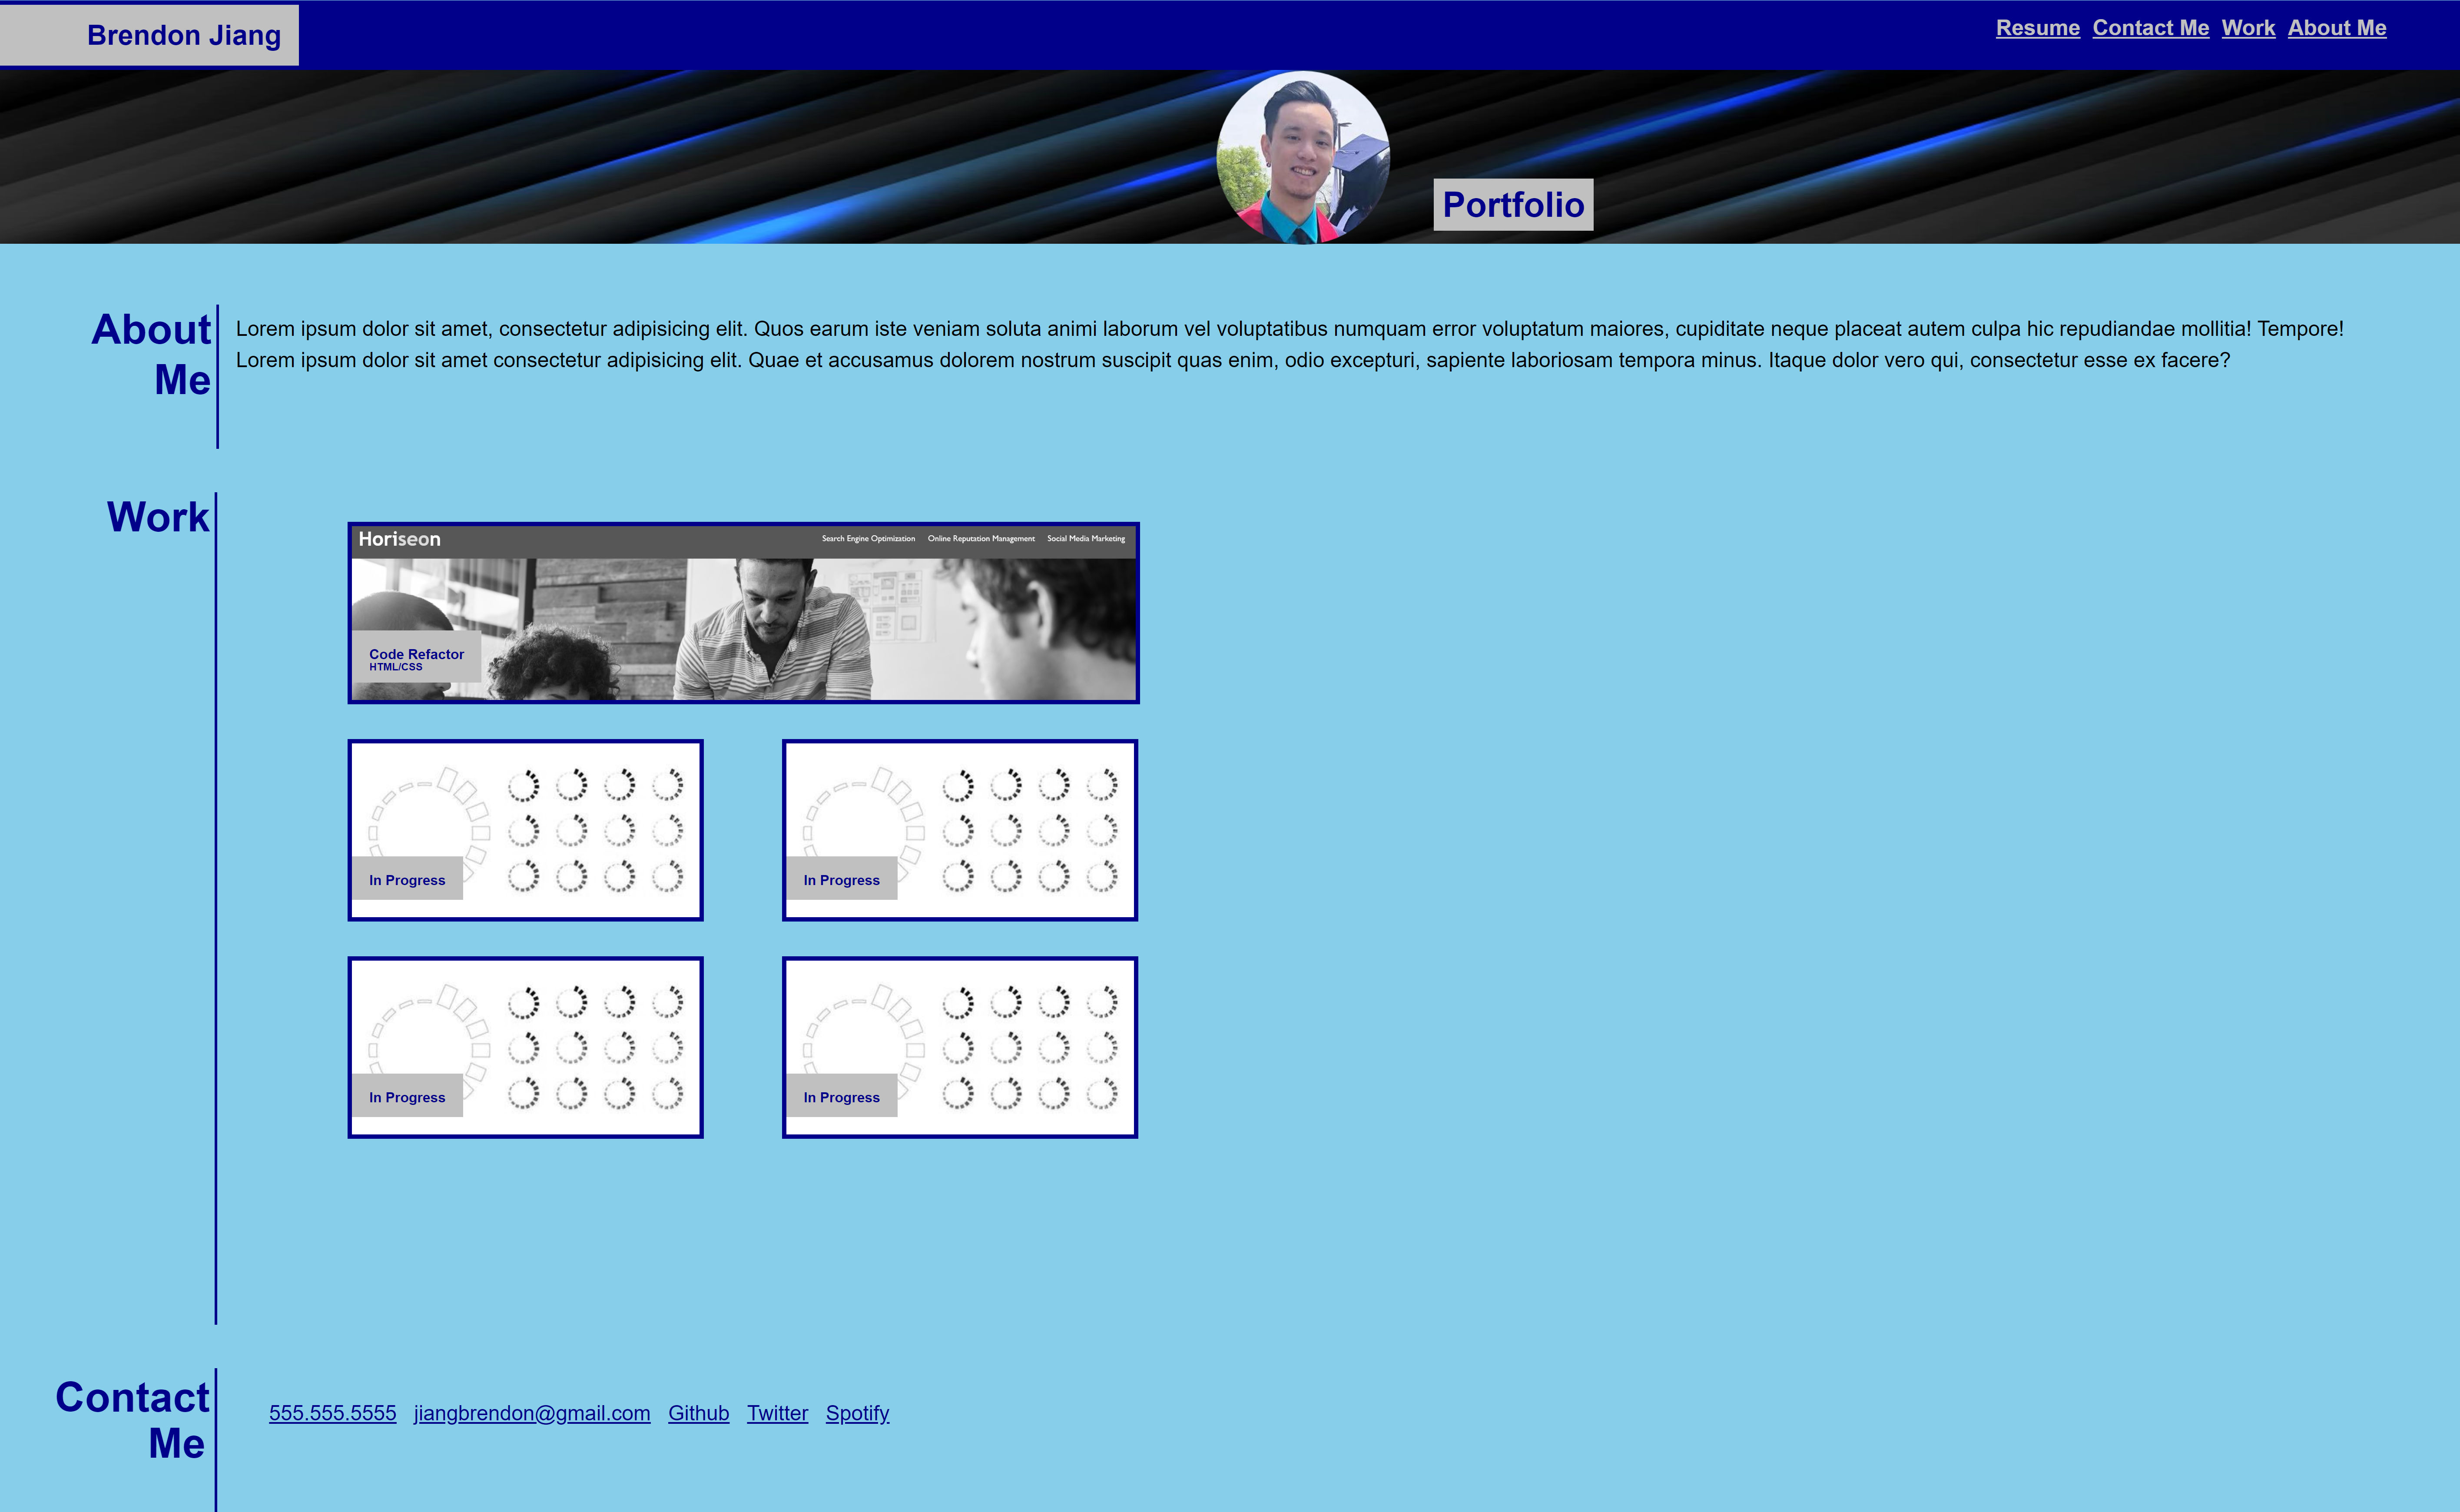 Brendon Jiang
Resume Contact Me Work About Me
Portfolio
About
Me
Lorem ipsum dolor sit amet, consectetur adipisicing elit. Quos earum iste veniam soluta animi laborum vel voluptatibus numquam error voluptatum maiores, cupiditate neque placeat autem culpa hic repudiandae mollitia! Tempore!
Lorem ipsum dolor sit amet consectetur adipisicing elit. Quae et accusamus dolorem nostrum suscipit quas enim, odio excepturi, sapiente laboriosam tempora minus. Itaque dolor vero qui, consectetur esse ex facere?
Work
Horiseon
Search Engine Optimization Online Reputation Management Social Media Marketing
Code Refactor
HTML/CSS
In Progress
In Progress
In Progress
In Progress
Contact
Me
555.555.5555 jiangbrendon@gmail.com Github Twitter Spotify